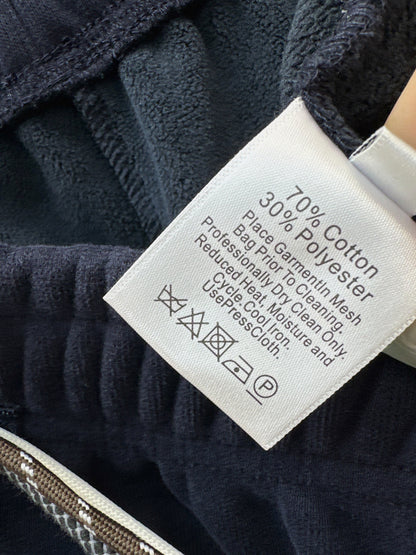 70% Cotton
30% Polyester
Place Garmentin Mesh
Bag Prior To Cleaning.
Professionally Dry Clean Only.
Reduced Heat, Moisture and
Cycle.Cool Iron.
UsePressCloth.
P